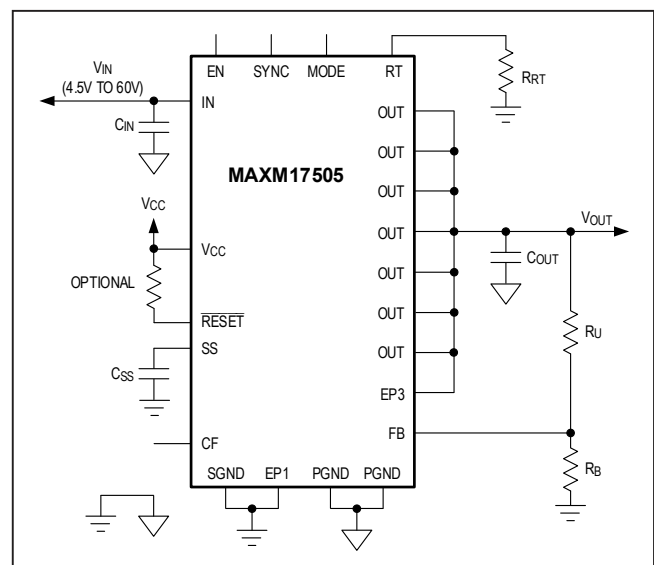 EN SYNC MODE RT
RRT
VIN
(4.5V TO 60V)
IN
CIN
MAXM17505
OUT
OUT
OUT
OUT
OUT
OUT
OUT
EP3
FB
VOUT
COUT
RU
RB
VCC
VCC
OPTIONAL
RESET
SS
CSS
CF
SGND EP1 PGND PGND